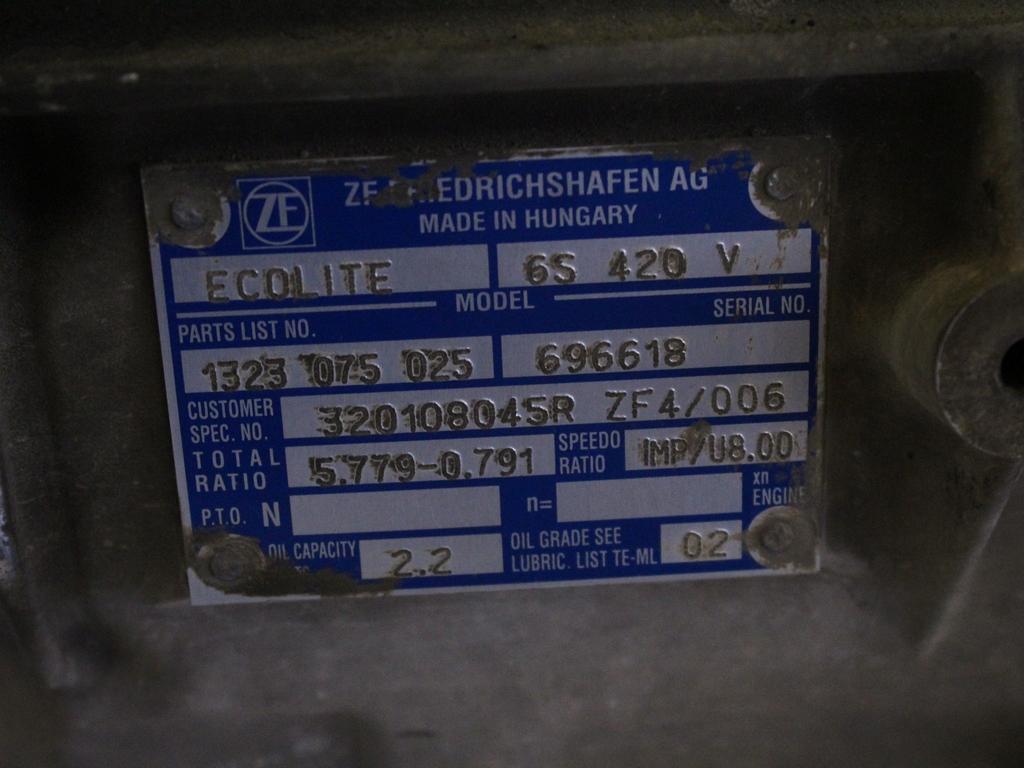 ZF
ZF FRIEDRICHSHAFEN AG
MADE IN HUNGARY
ECOLITE 6S 420 V
MODEL
PARTS LIST NO. SERIAL NO.
1323 075 025 696618
CUSTOMER SPEC. NO. 320108045R ZF4/006
TOTAL RATIO 5.779-0.791 SPEEDO RATIO IMP/U8.00
P.T.O. N n= xn ENGINE
OIL CAPACITY 2.2 OIL GRADE SEE LUBRIC. LIST TE-ML 02